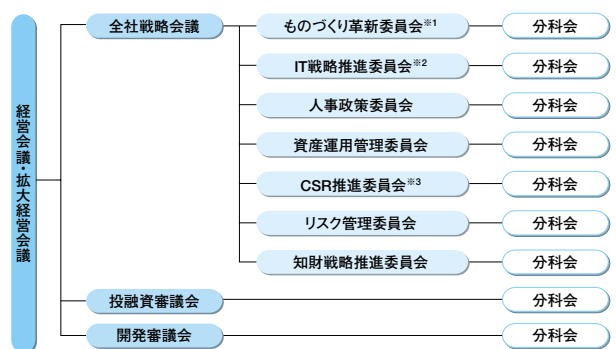 経営会議・拡大経営会議
全社戦略会議
ものづくり革新委員会※1
分科会
IT戦略推進委員会※2
分科会
人事政策委員会
分科会
資産運用管理委員会
分科会
CSR推進委員会※3
分科会
リスク管理委員会
分科会
知財戦略推進委員会
分科会
投融資審議会
分科会
開発審議会
分科会